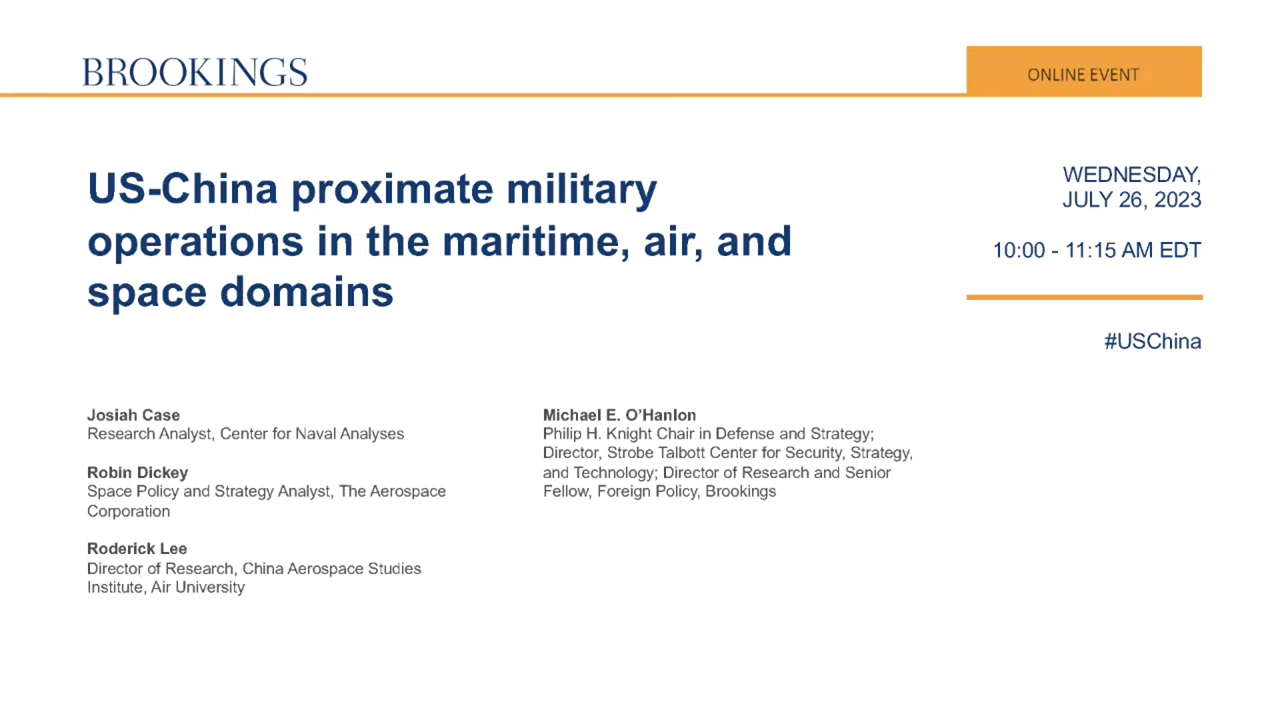 BROOKINGS
ONLINE EVENT
US-China proximate military
operations in the maritime, air, and
space domains
WEDNESDAY,
JULY 26, 2023
10:00 - 11:15 AM EDT
#USChina
Josiah Case
Research Analyst, Center for Naval Analyses
Robin Dickey
Space Policy and Strategy Analyst, The Aerospace
Corporation
Roderick Lee
Director of Research, China Aerospace Studies
Institute, Air University
Michael E. O’Hanlon
Philip H. Knight Chair in Defense and Strategy;
Director, Strobe Talbott Center for Security, Strategy,
and Technology; Director of Research and Senior
Fellow, Foreign Policy, Brookings